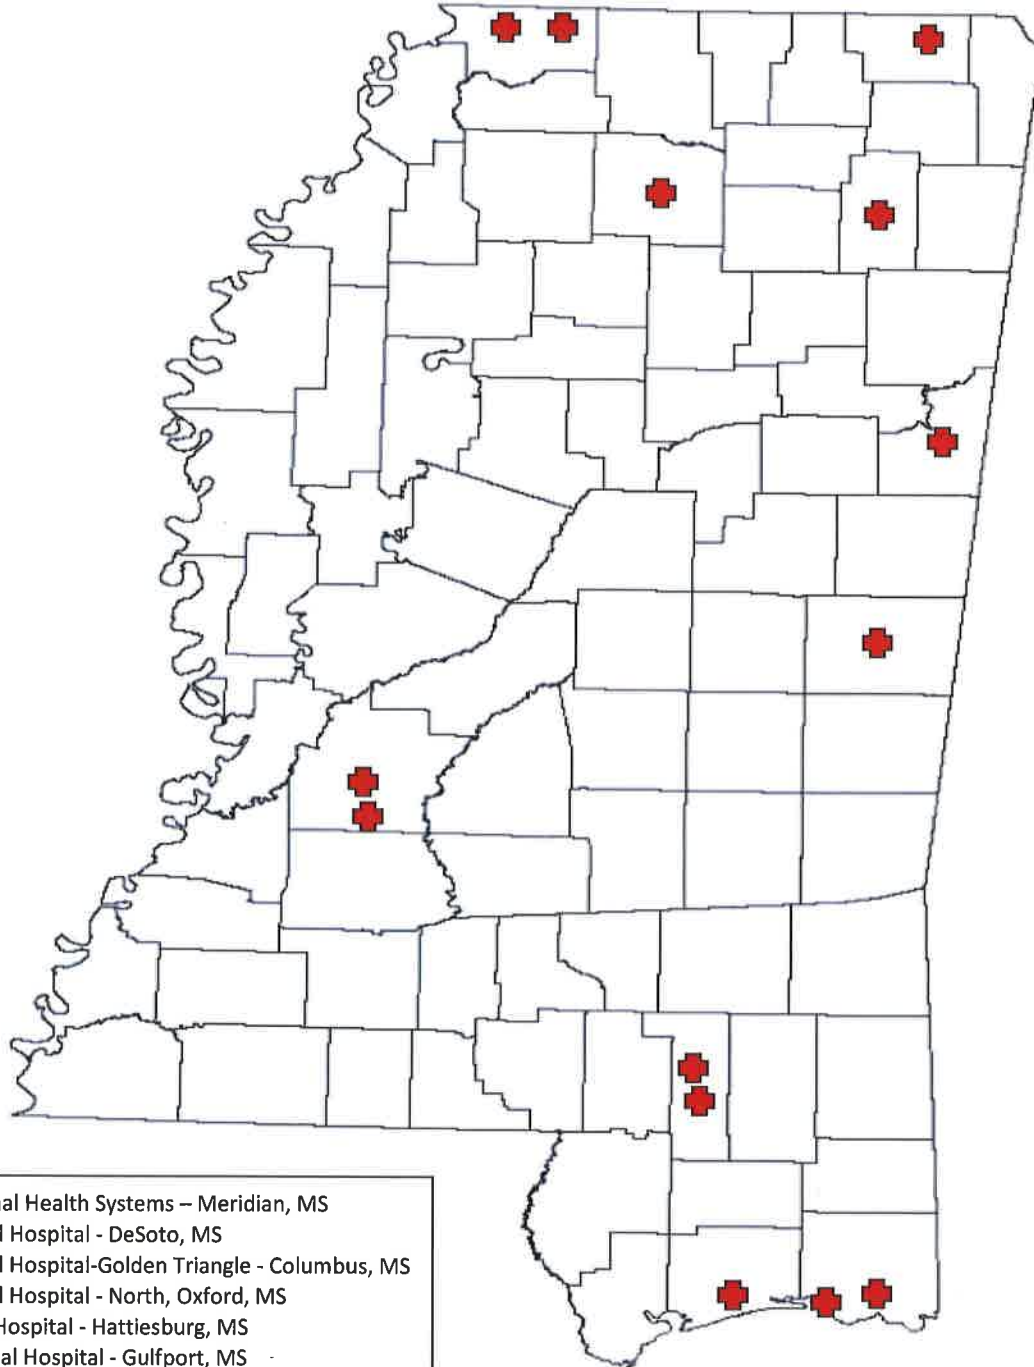 al Health Systems – Meridian, MS
l Hospital - DeSoto, MS
l Hospital-Golden Triangle - Columbus, MS
l Hospital - North, Oxford, MS
Hospital - Hattiesburg, MS
al Hospital - Gulfport, MS